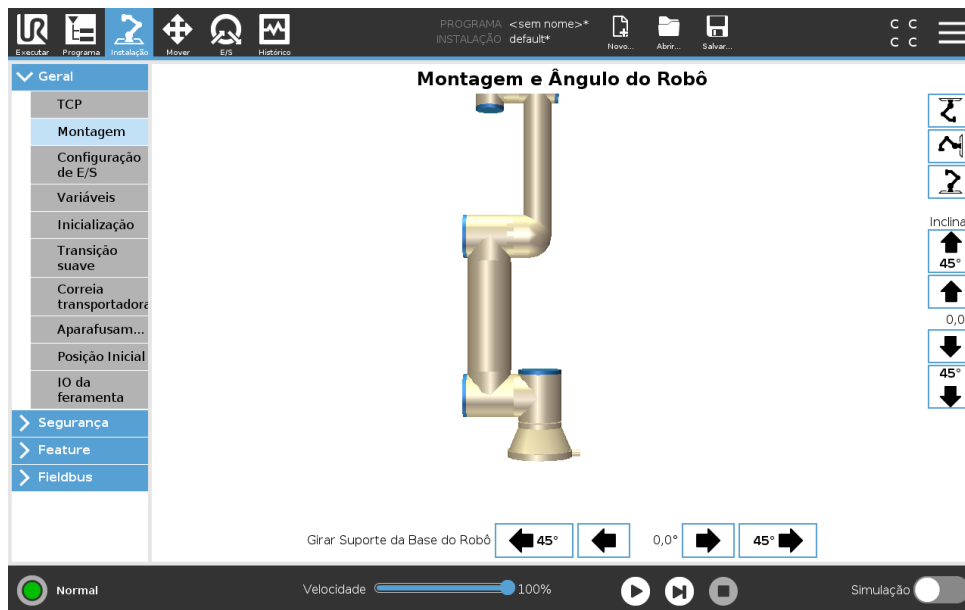 PROGRAMA <sem nome>*
INSTALAÇÃO default*
UR
Executar
Programa
Instalação
Mover
E/S
Histórico
Novo...
Abrir...
Salvar...
C C
C C
Geral
TCP
Montagem
Configuração
de E/S
Variáveis
Inicialização
Transição
suave
Correia
transportadora
Aparafusam...
Posição Inicial
IO da
feramenta
Segurança
Feature
Fieldbus
Montagem e Ângulo do Robô
Inclina
45°
0,0
45°
Girar Suporte da Base do Robô
45°
0,0°
45°
Normal
Velocidade
100%
Simulação